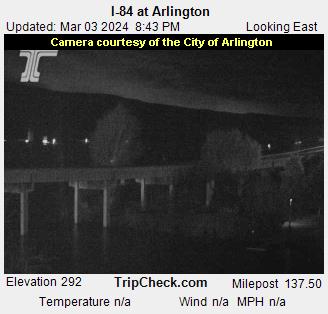 I-84 at Arlington
Updated: Mar 03 2024 8:43 PM Looking East
Camera courtesy of the City of Arlington
Elevation 292 TripCheck.com Milepost 137.50
Temperature n/a Wind n/a MPH n/a